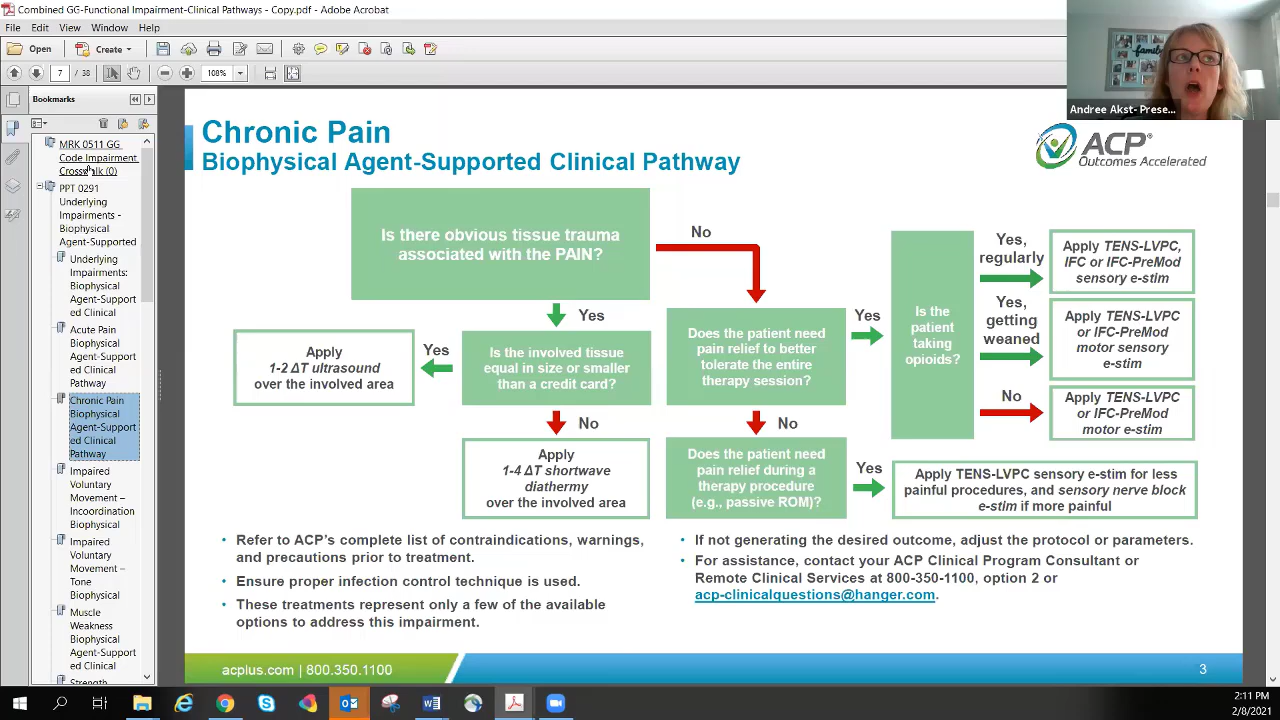 Combined GG-Functional Impairment-Clinical Pathways - Copy.pdf - Adobe Acrobat
File Edit View Window Help
Open Create
7 / 38 108%
Bookmarks
MRK 0511 GG
Code Impairment
Crosswalk (0)
PPT 0291
Underlying
Impairments -
Biophysical
Agent-Supported
Underlying
Impairments:
Biophysical
Agent-Support
ed Clinical
Acute Pain
Biophysical
Agent-Support
ed Clinical
Pathway
Chronic Pain
Biophysical
Agent-Support
ed Clinical
Pathway
Impaired
Voluntary
Movement –
Incoordination
Biophysical
Impaired
Voluntary
Movement –
Tone
Biophysical
Muscle
Weakness
Biophysical
Agent-Support
ed Clinical
Strength
family
Andree Akst- Prese...
Chronic Pain
Biophysical Agent-Supported Clinical Pathway
ACP®
Outcomes Accelerated
Is there obvious tissue trauma
associated with the PAIN?
No
Yes
Is the involved tissue
equal in size or smaller
than a credit card?
Yes
Apply
1-2 ΔT ultrasound
over the involved area
No
Apply
1-4 ΔT shortwave
diathermy
over the involved area
Does the patient need
pain relief to better
tolerate the entire
therapy session?
Yes
No
Does the patient need
pain relief during a
therapy procedure
(e.g., passive ROM)?
Yes
Is the
patient
taking
opioids?
Yes,
regularly
Apply TENS-LVPC,
IFC or IFC-PreMod
sensory e-stim
Yes,
getting
weaned
Apply TENS-LVPC
or IFC-PreMod
motor sensory
e-stim
No
Apply TENS-LVPC
or IFC-PreMod
motor e-stim
Apply TENS-LVPC sensory e-stim for less
painful procedures, and sensory nerve block
e-stim if more painful
• Refer to ACP's complete list of contraindications, warnings,
and precautions prior to treatment.
• Ensure proper infection control technique is used.
• These treatments represent only a few of the available
options to address this impairment.
• If not generating the desired outcome, adjust the protocol or parameters.
• For assistance, contact your ACP Clinical Program Consultant or
Remote Clinical Services at 800-350-1100, option 2 or
acp-clinicalquestions@hanger.com.
acplus.com | 800.350.1100
3
2:11 PM
2/8/2021